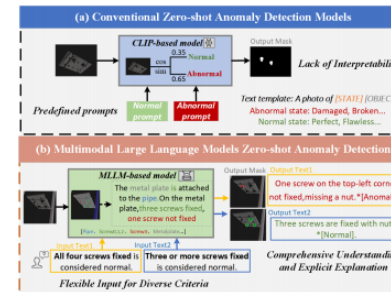 (a) Conventional Zero-shot Anomaly Detection Models
CLIP-based model
Output Mask
0.35
Normal
cos
sim
Abnormal
0.65
Lack of Interpretabi
Predefined prompts
Normal
prompt
Abnormal
prompt
Text template: A photo of [STATE] [OBJEC
Abnormal state: Damaged, Broken...
Normal state: Perfect, Flawless...
(b) Multimodal Large Language Models Zero-shot Anomaly Detection
MLLM-based model
Output Mask
Output Text1
The metal plate is attached
to the pipe.On the metal
plate,three screws fixed,
one screw not fixed
One screw on the top-left corn
not fixed,missing a nut.*[Anoma
Output Text2
Three screws are fixed with nut
*[Normal].
Input Text1
Input Text2
All four screws fixed is
considered normal.
Three or more screws fixed
is considered normal.
Comprehensive Understandi
and Explicit Explanation
Flexible Input for Diverse Criteria